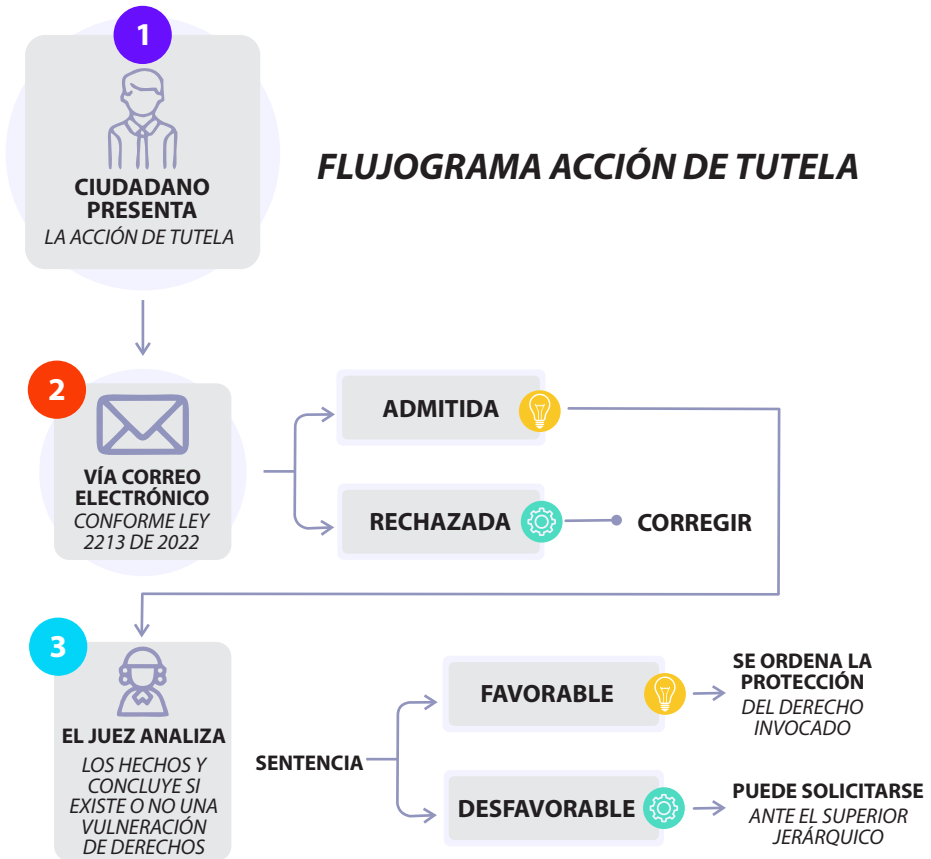 1
CIUDADANO
PRESENTA
LA ACCIÓN DE TUTELA
FLUJOGRAMA ACCIÓN DE TUTELA
2
VÍA CORREO
ELECTRÓNICO
CONFORME LEY
2213 DE 2022
ADMITIDA
RECHAZADA
CORREGIR
3
EL JUEZ ANALIZA
LOS HECHOS Y
CONCLUYE SI
EXISTE O NO UNA
VULNERACIÓN
DE DERECHOS
SENTENCIA
FAVORABLE
SE ORDENA LA
PROTECCIÓN
DEL DERECHO
INVOCADO
DESFAVORABLE
PUEDE SOLICITARSE
ANTE EL SUPERIOR
JERÁRQUICO